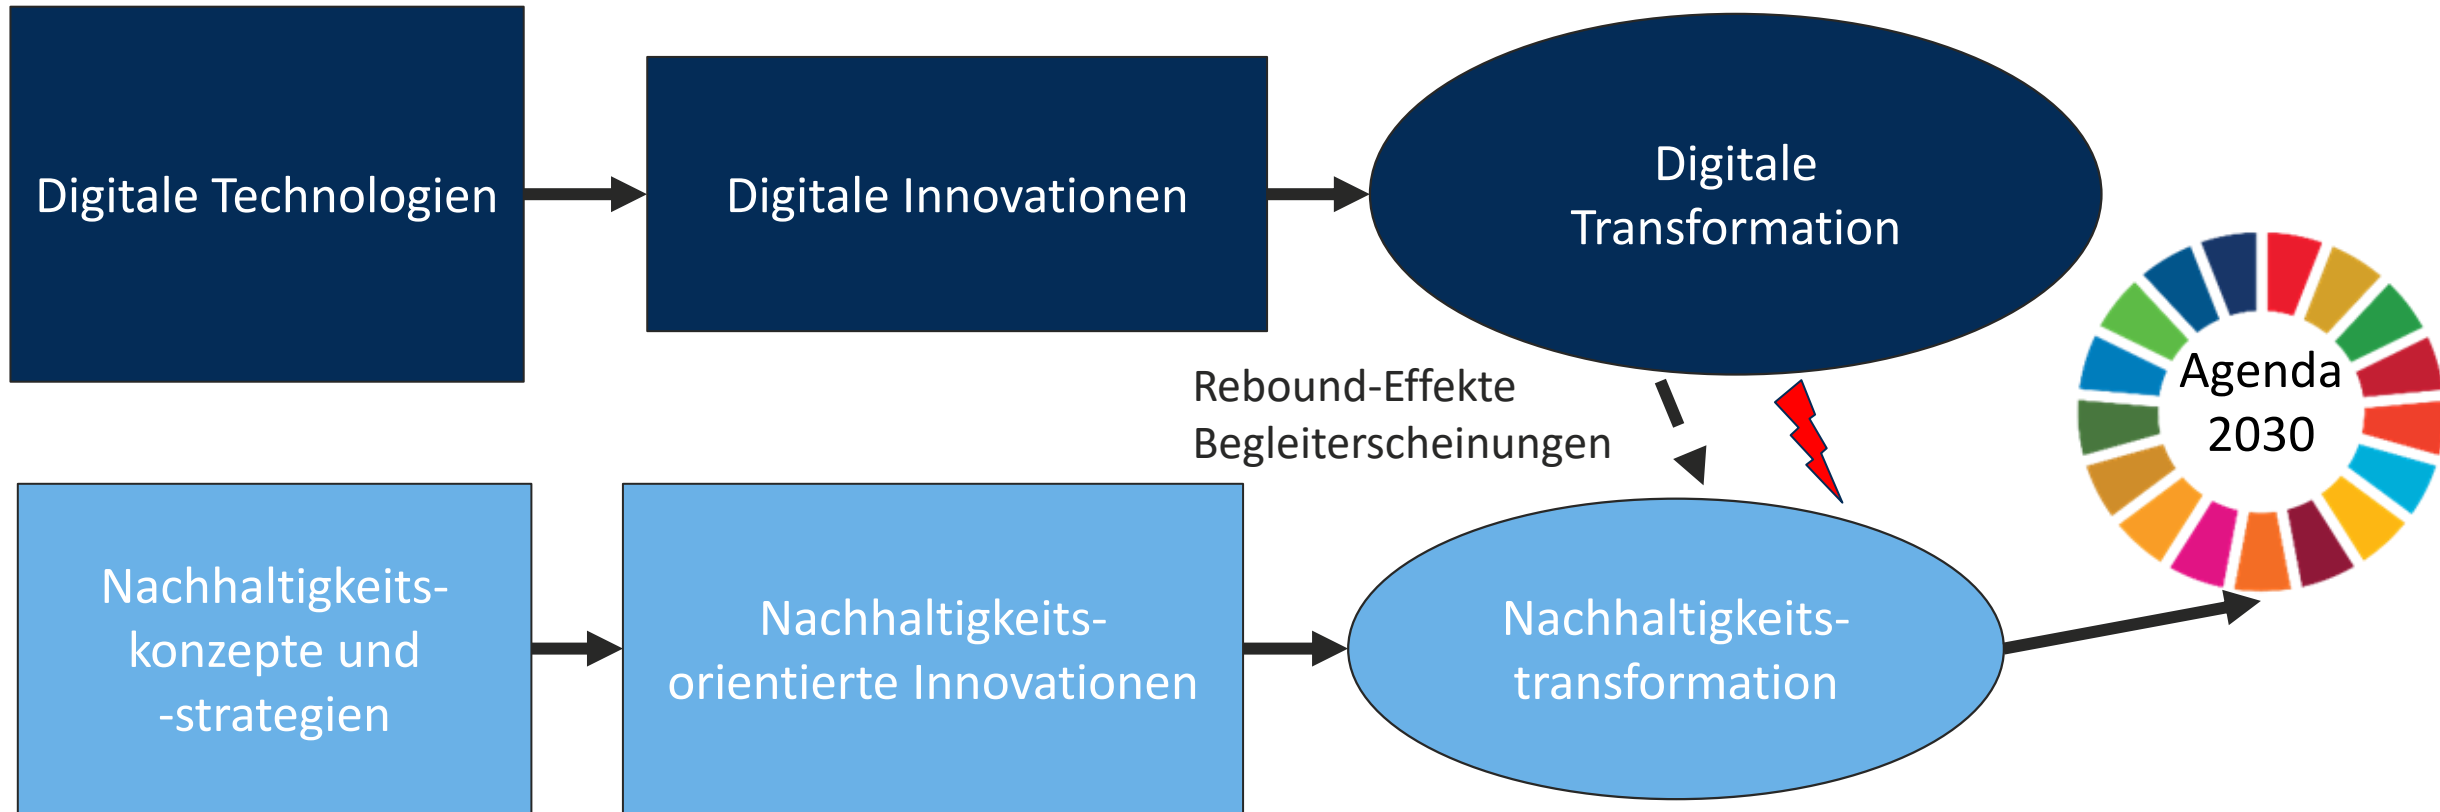 Digitale Technologien
Digitale Innovationen
Digitale
Transformation
Rebound-Effekte
Begleiterscheinungen
Agenda
2030
Nachhaltigkeits-
konzepte und
-strategien
Nachhaltigkeits-
orientierte Innovationen
Nachhaltigkeits-
transformation